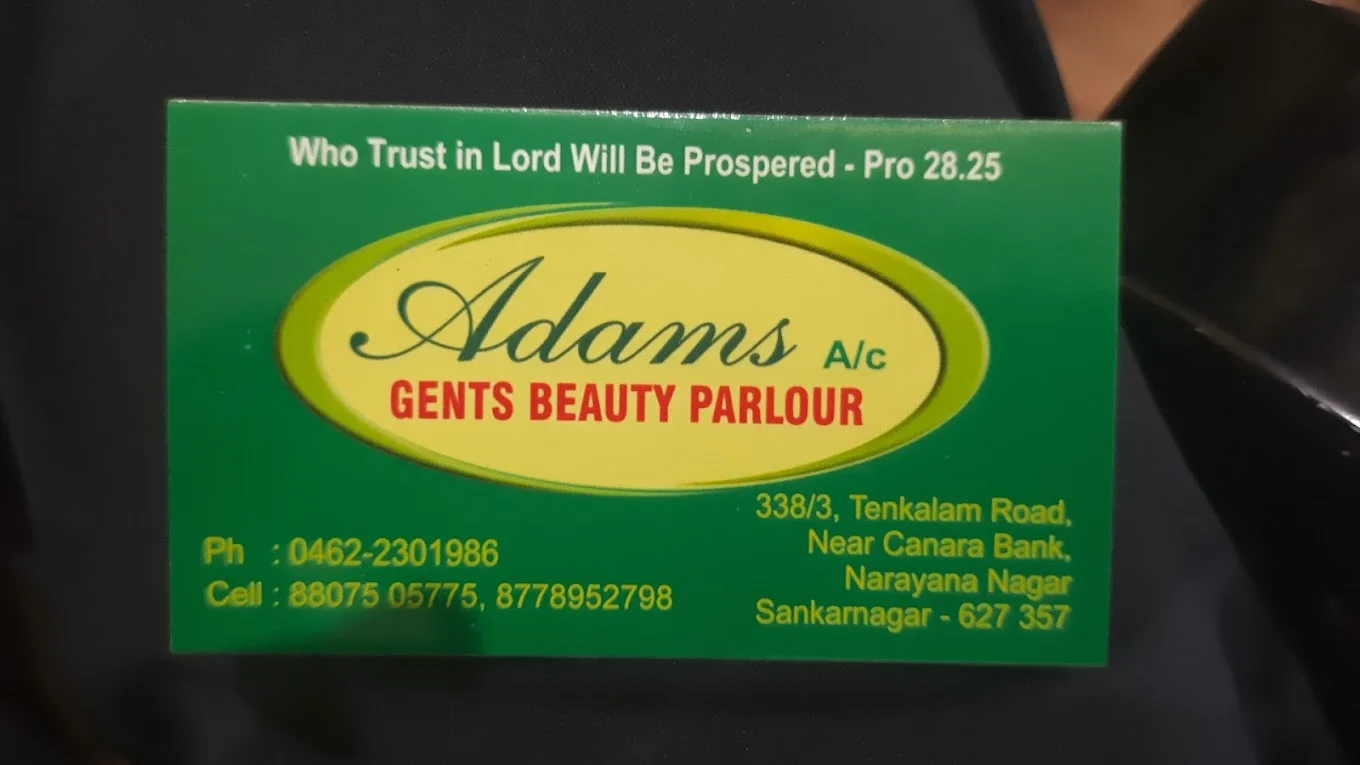 Who Trust in Lord Will Be Prospered - Pro 28.25
Adams A/c
GENTS BEAUTY PARLOUR
Ph : 0462-2301986
Cell : 88075 05775, 8778952798
338/3, Tenkalam Road,
Near Canara Bank,
Narayana Nagar
Sankarnagar - 627 357